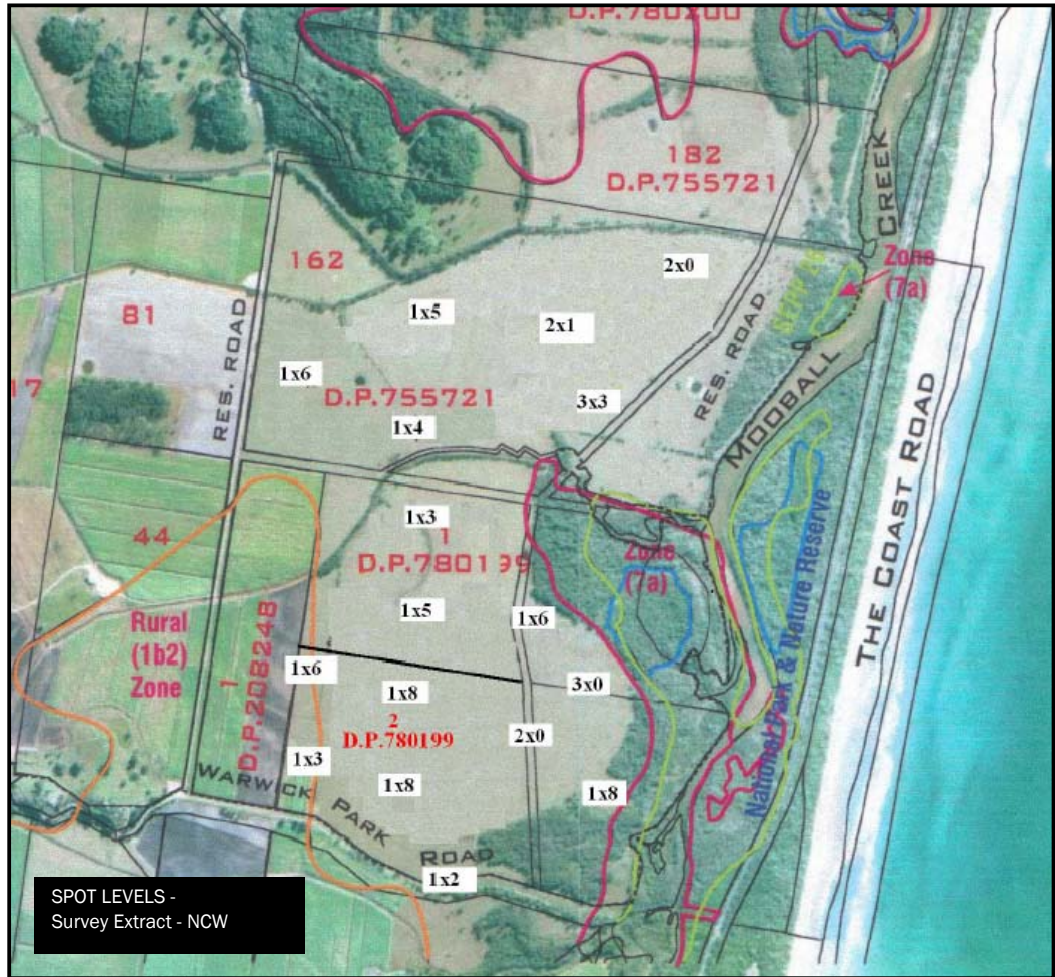 D.P.780200
182
D.P.755721
CREEK
Zone
(7a)
162
2x0
81
1x5
2x1
RES. ROAD
RES. ROAD
MOOBALL
17
1x6
D.P.755721
3x3
1x4
THE COAST ROAD
44
1x3
1
D.P.780199
Zone
(7a)
National Park & Nature Reserve
Rural
(1b2)
Zone
1
D.P.208248
1x5
1x6
1x6
1x8
3x0
2
D.P.780199
2x0
1x3
1x8
1x8
WARWICK PARK ROAD
1x2
SPOT LEVELS -
Survey Extract - NCW